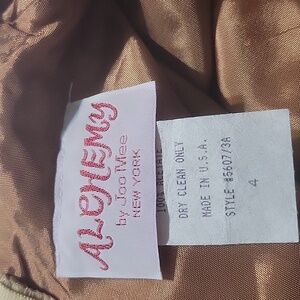 ALCHEMY
by Joo Mee
NEW YORK
100% ACETATE
DRY CLEAN ONLY
MADE IN U.S.A.
STYLE #5607/3A
4